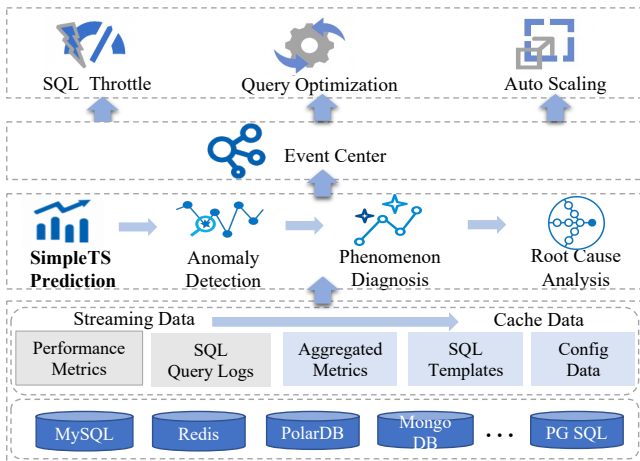 SQL Throttle
Query Optimization
Auto Scaling
Event Center
SimpleTS
Prediction
Anomaly
Detection
Phenomenon
Diagnosis
Root Cause
Analysis
Streaming Data
Cache Data
Performance
Metrics
SQL
Query Logs
Aggregated
Metrics
SQL
Templates
Config
Data
MySQL
Redis
PolarDB
Mongo
DB
...
PG SQL